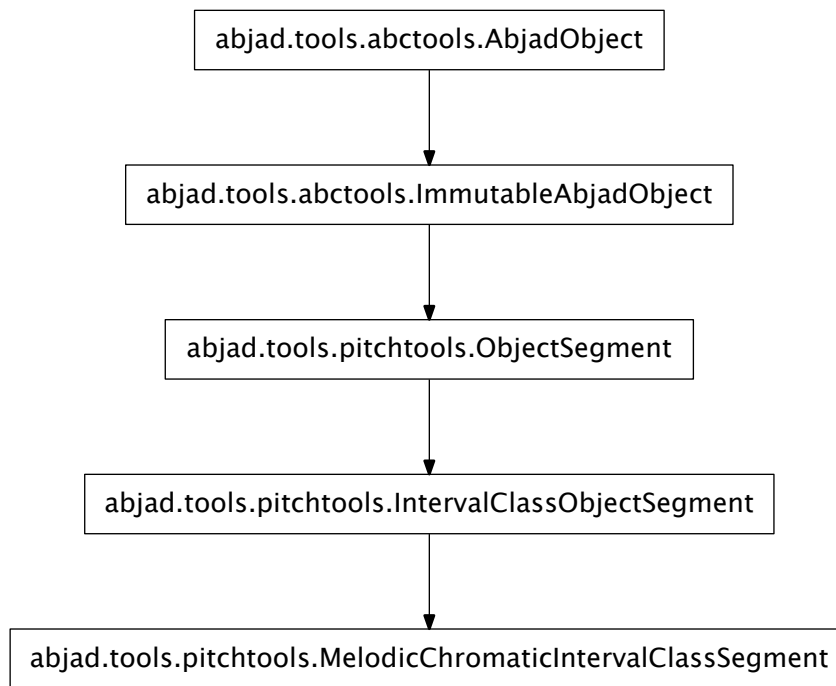 abjad.tools.abctools.AbjadObject
abjad.tools.abctools.ImmutableAbjadObject
abjad.tools.pitchtools.ObjectSegment
abjad.tools.pitchtools.IntervalClassObjectSegment
abjad.tools.pitchtools.MelodicChromaticIntervalClassSegment